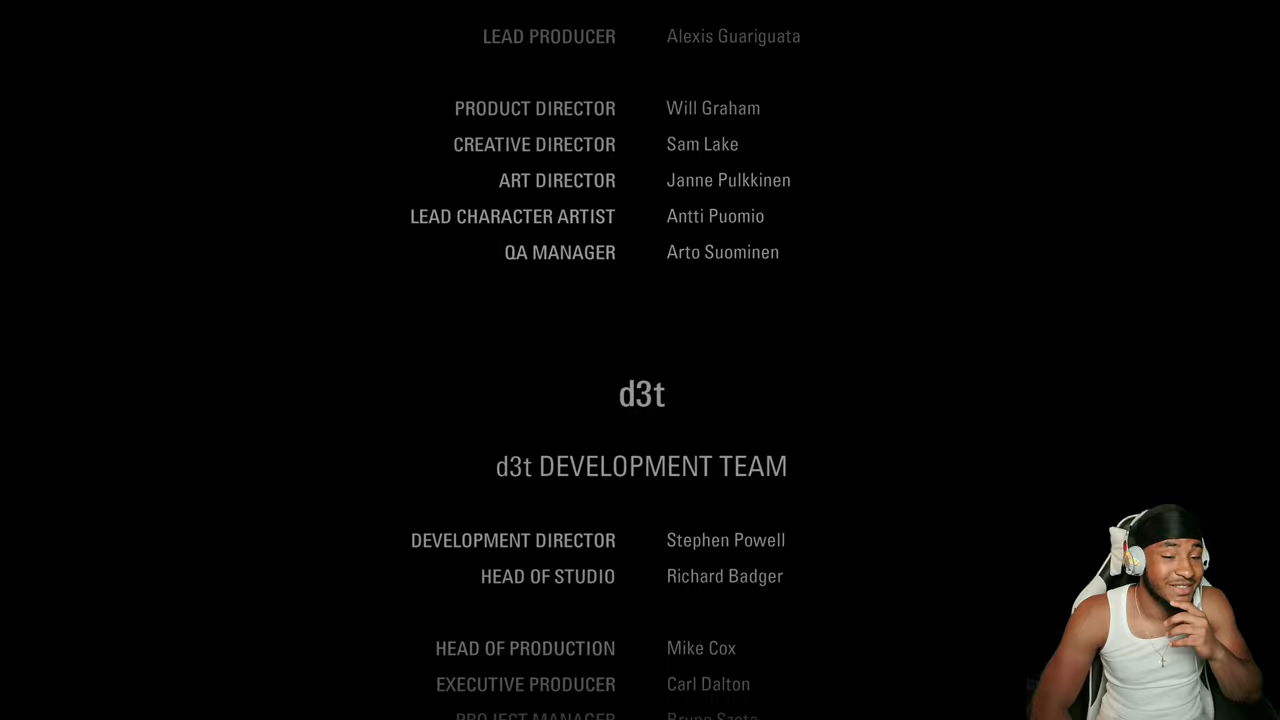 LEAD PRODUCER Alexis Guariguata
PRODUCT DIRECTOR Will Graham
CREATIVE DIRECTOR Sam Lake
ART DIRECTOR Janne Pulkkinen
LEAD CHARACTER ARTIST Antti Puomio
QA MANAGER Arto Suominen
d3t
d3t DEVELOPMENT TEAM
DEVELOPMENT DIRECTOR Stephen Powell
HEAD OF STUDIO Richard Badger
HEAD OF PRODUCTION Mike Cox
EXECUTIVE PRODUCER Carl Dalton
PROJECT MANAGER